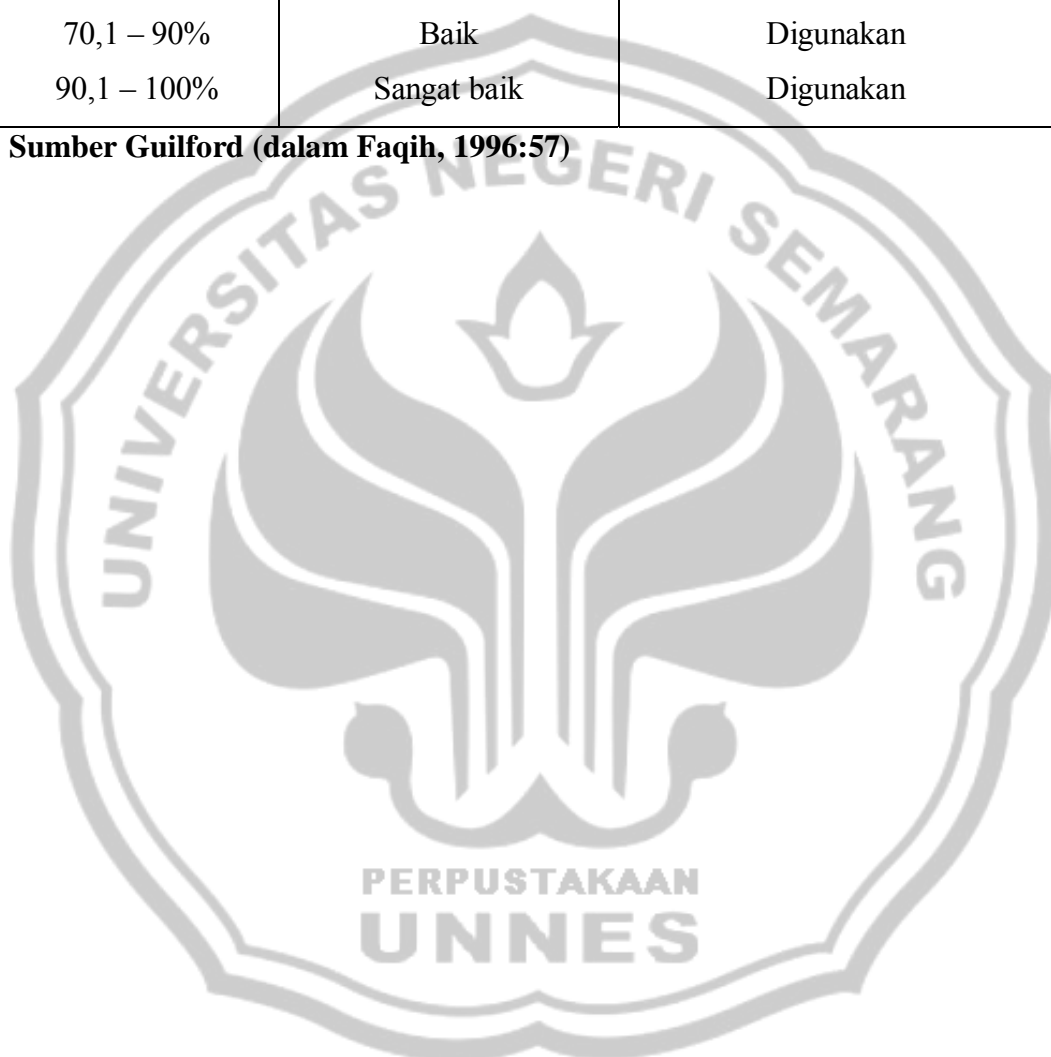 70,1 – 90% Baik Digunakan
90,1 – 100% Sangat baik Digunakan
Sumber Guilford (dalam Faqih, 1996:57)
UNIVERSITAS NEGERI SEMARANG
PERPUSTAKAAN
UNNES